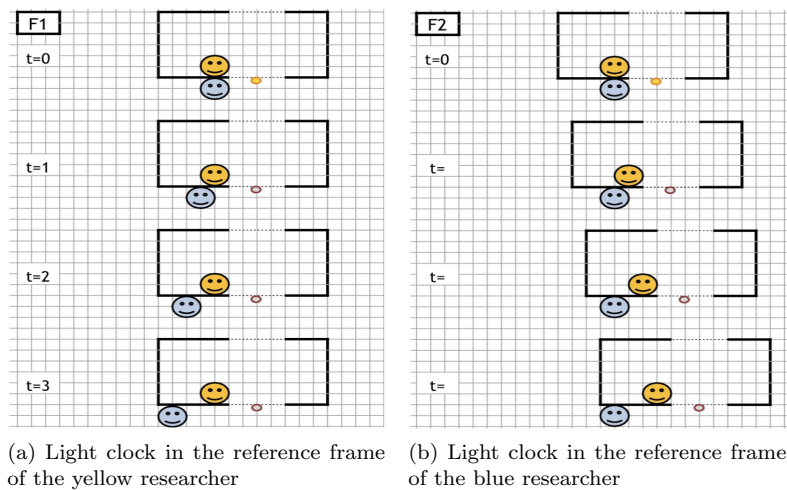 F1
t=0
t=1
t=2
t=3
F2
t=0
t=
t=
t=
(a) Light clock in the reference frame
of the yellow researcher
(b) Light clock in the reference frame
of the blue researcher